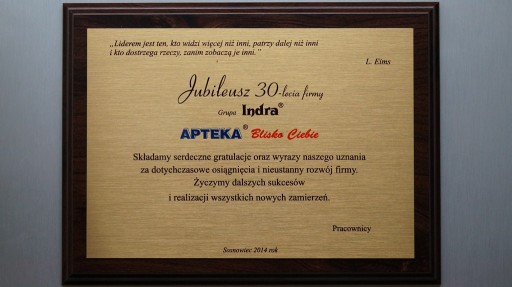 „Liderem jest ten, kto widzi więcej niż inni, patrzy dalej niż inni
i kto dostrzega rzeczy, zanim zobaczą je inni."
L. Eims
Jubileusz 30-lecia firmy
Grupa Indra®
APTEKA® Blisko Ciebie
Składamy serdeczne gratulacje oraz wyrazy naszego uznania
za dotychczasowe osiągnięcia i nieustanny rozwój firmy.
Życzymy dalszych sukcesów
i realizacji wszystkich nowych zamierzeń.
Pracownicy
Sosnowiec 2014 rok